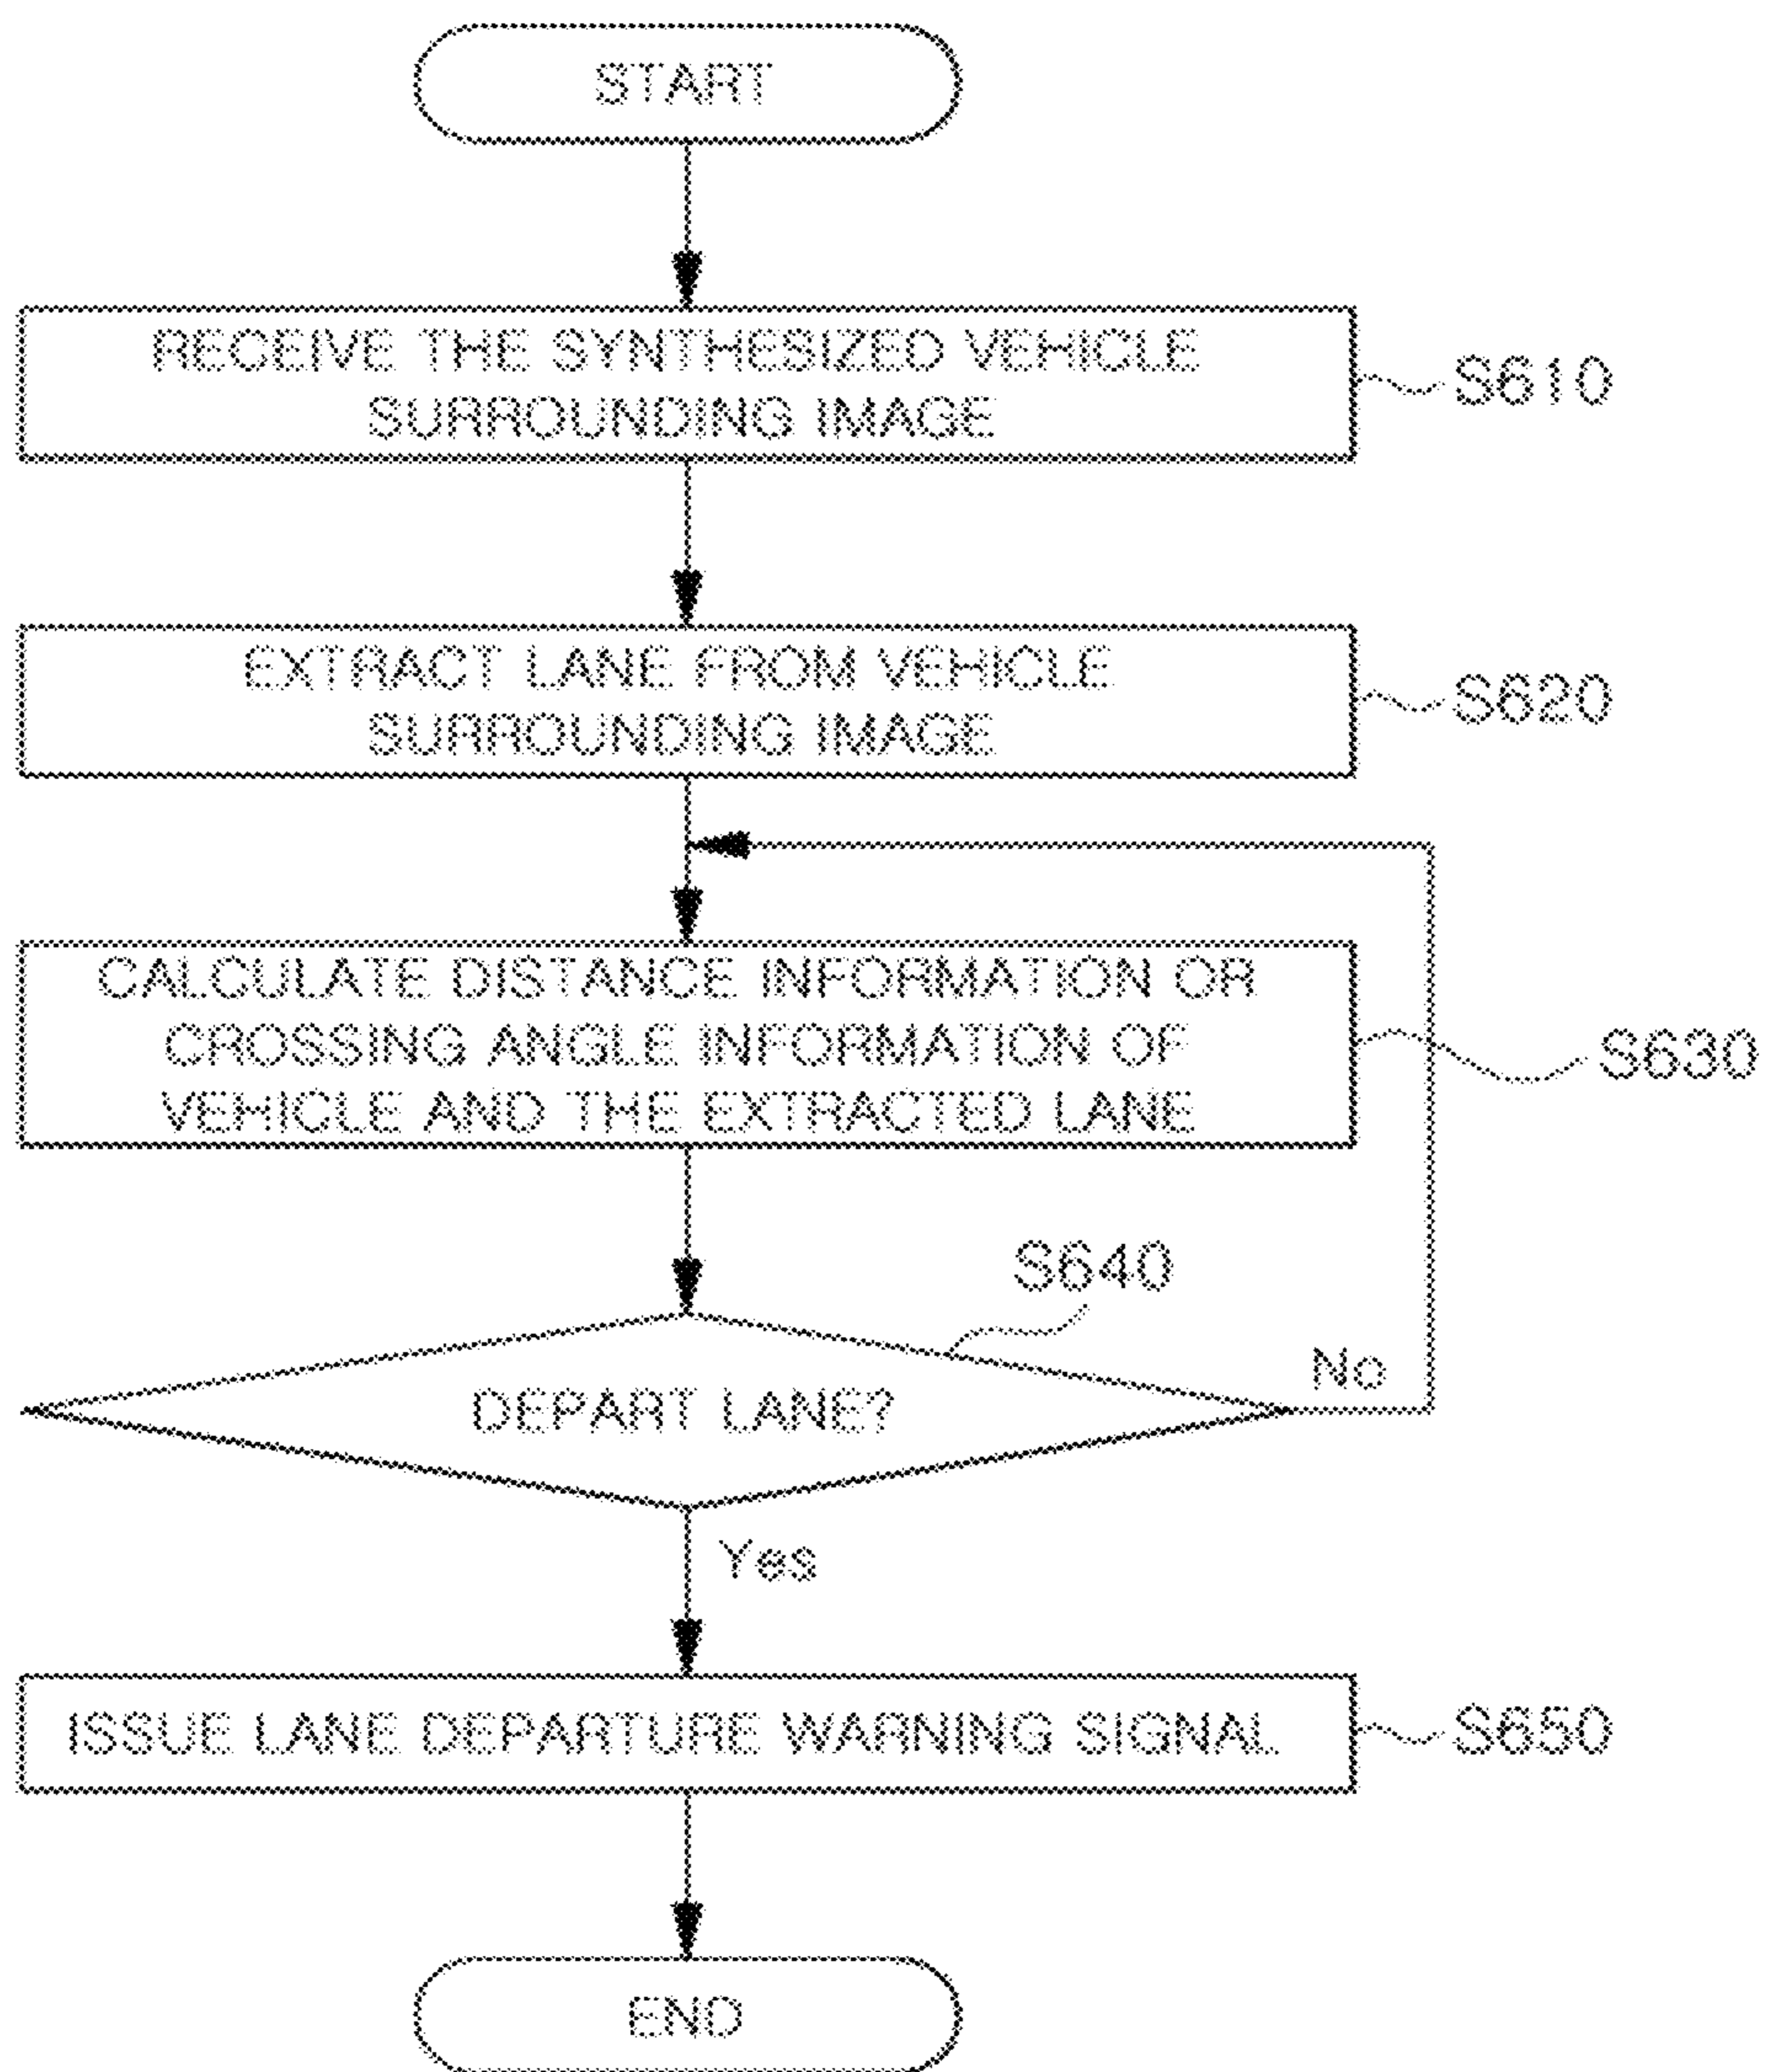 START
RECEIVE THE SYNTHESIZED VEHICLE
SURROUNDING IMAGE
S610
EXTRACT LANE FROM VEHICLE
SURROUNDING IMAGE
S620
CALCULATE DISTANCE INFORMATION OR
CROSSING ANGLE INFORMATION OF
VEHICLE AND THE EXTRACTED LANE
S630
S640
DEPART LANE?
No
Yes
ISSUE LANE DEPARTURE WARNING SIGNAL
S650
END